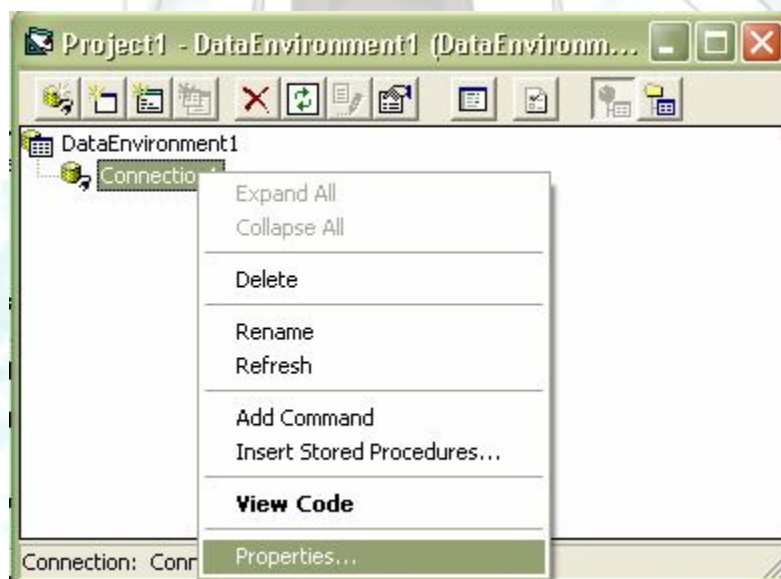 Project1 - DataEnvironment1 (DataEnvironm...
DataEnvironment1
Connection1
Expand All
Collapse All
Delete
Rename
Refresh
Add Command
Insert Stored Procedures...
View Code
Properties...
Connection: Conn